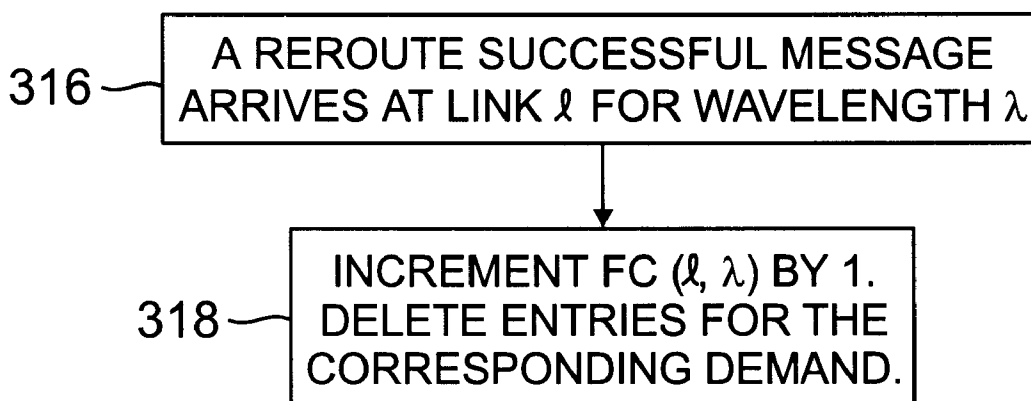 316
A REROUTE SUCCESSFUL MESSAGE
ARRIVES AT LINK ℓ FOR WAVELENGTH λ
318
INCREMENT FC (ℓ, λ) BY 1.
DELETE ENTRIES FOR THE
CORRESPONDING DEMAND.